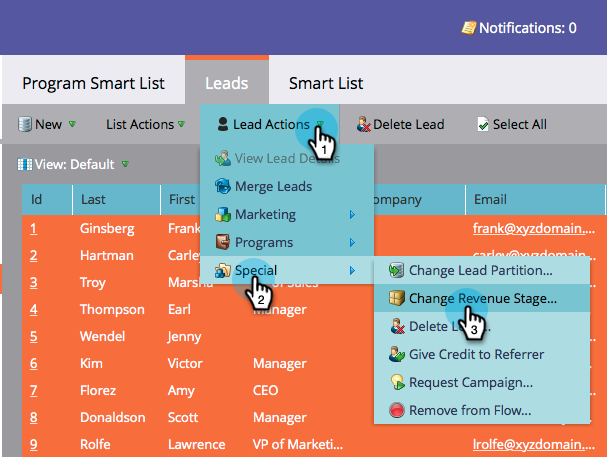 Notifications: 0
Program Smart List Leads Smart List
New List Actions Lead Actions Delete Lead Select All
1
View: Default
View Lead Details
Merge Leads
Marketing
Programs
Special
2
Change Lead Partition...
Change Revenue Stage...
3
Delete
Give Credit to Referrer
Request Campaign...
Remove from Flow...
Id Last First Company Email
1 Ginsberg Frank frank@xyzdomain....
2 Hartman Carley carley@xyzdomain...
3 Troy Marsha VP of Sales
4 Thompson Earl Manager
5 Wendel Jenny
6 Kim Victor Manager
7 Florez Amy CEO
8 Donaldson Scott Manager
9 Rolfe Lawrence VP of Marketi... lrolfe@xyzdomain...